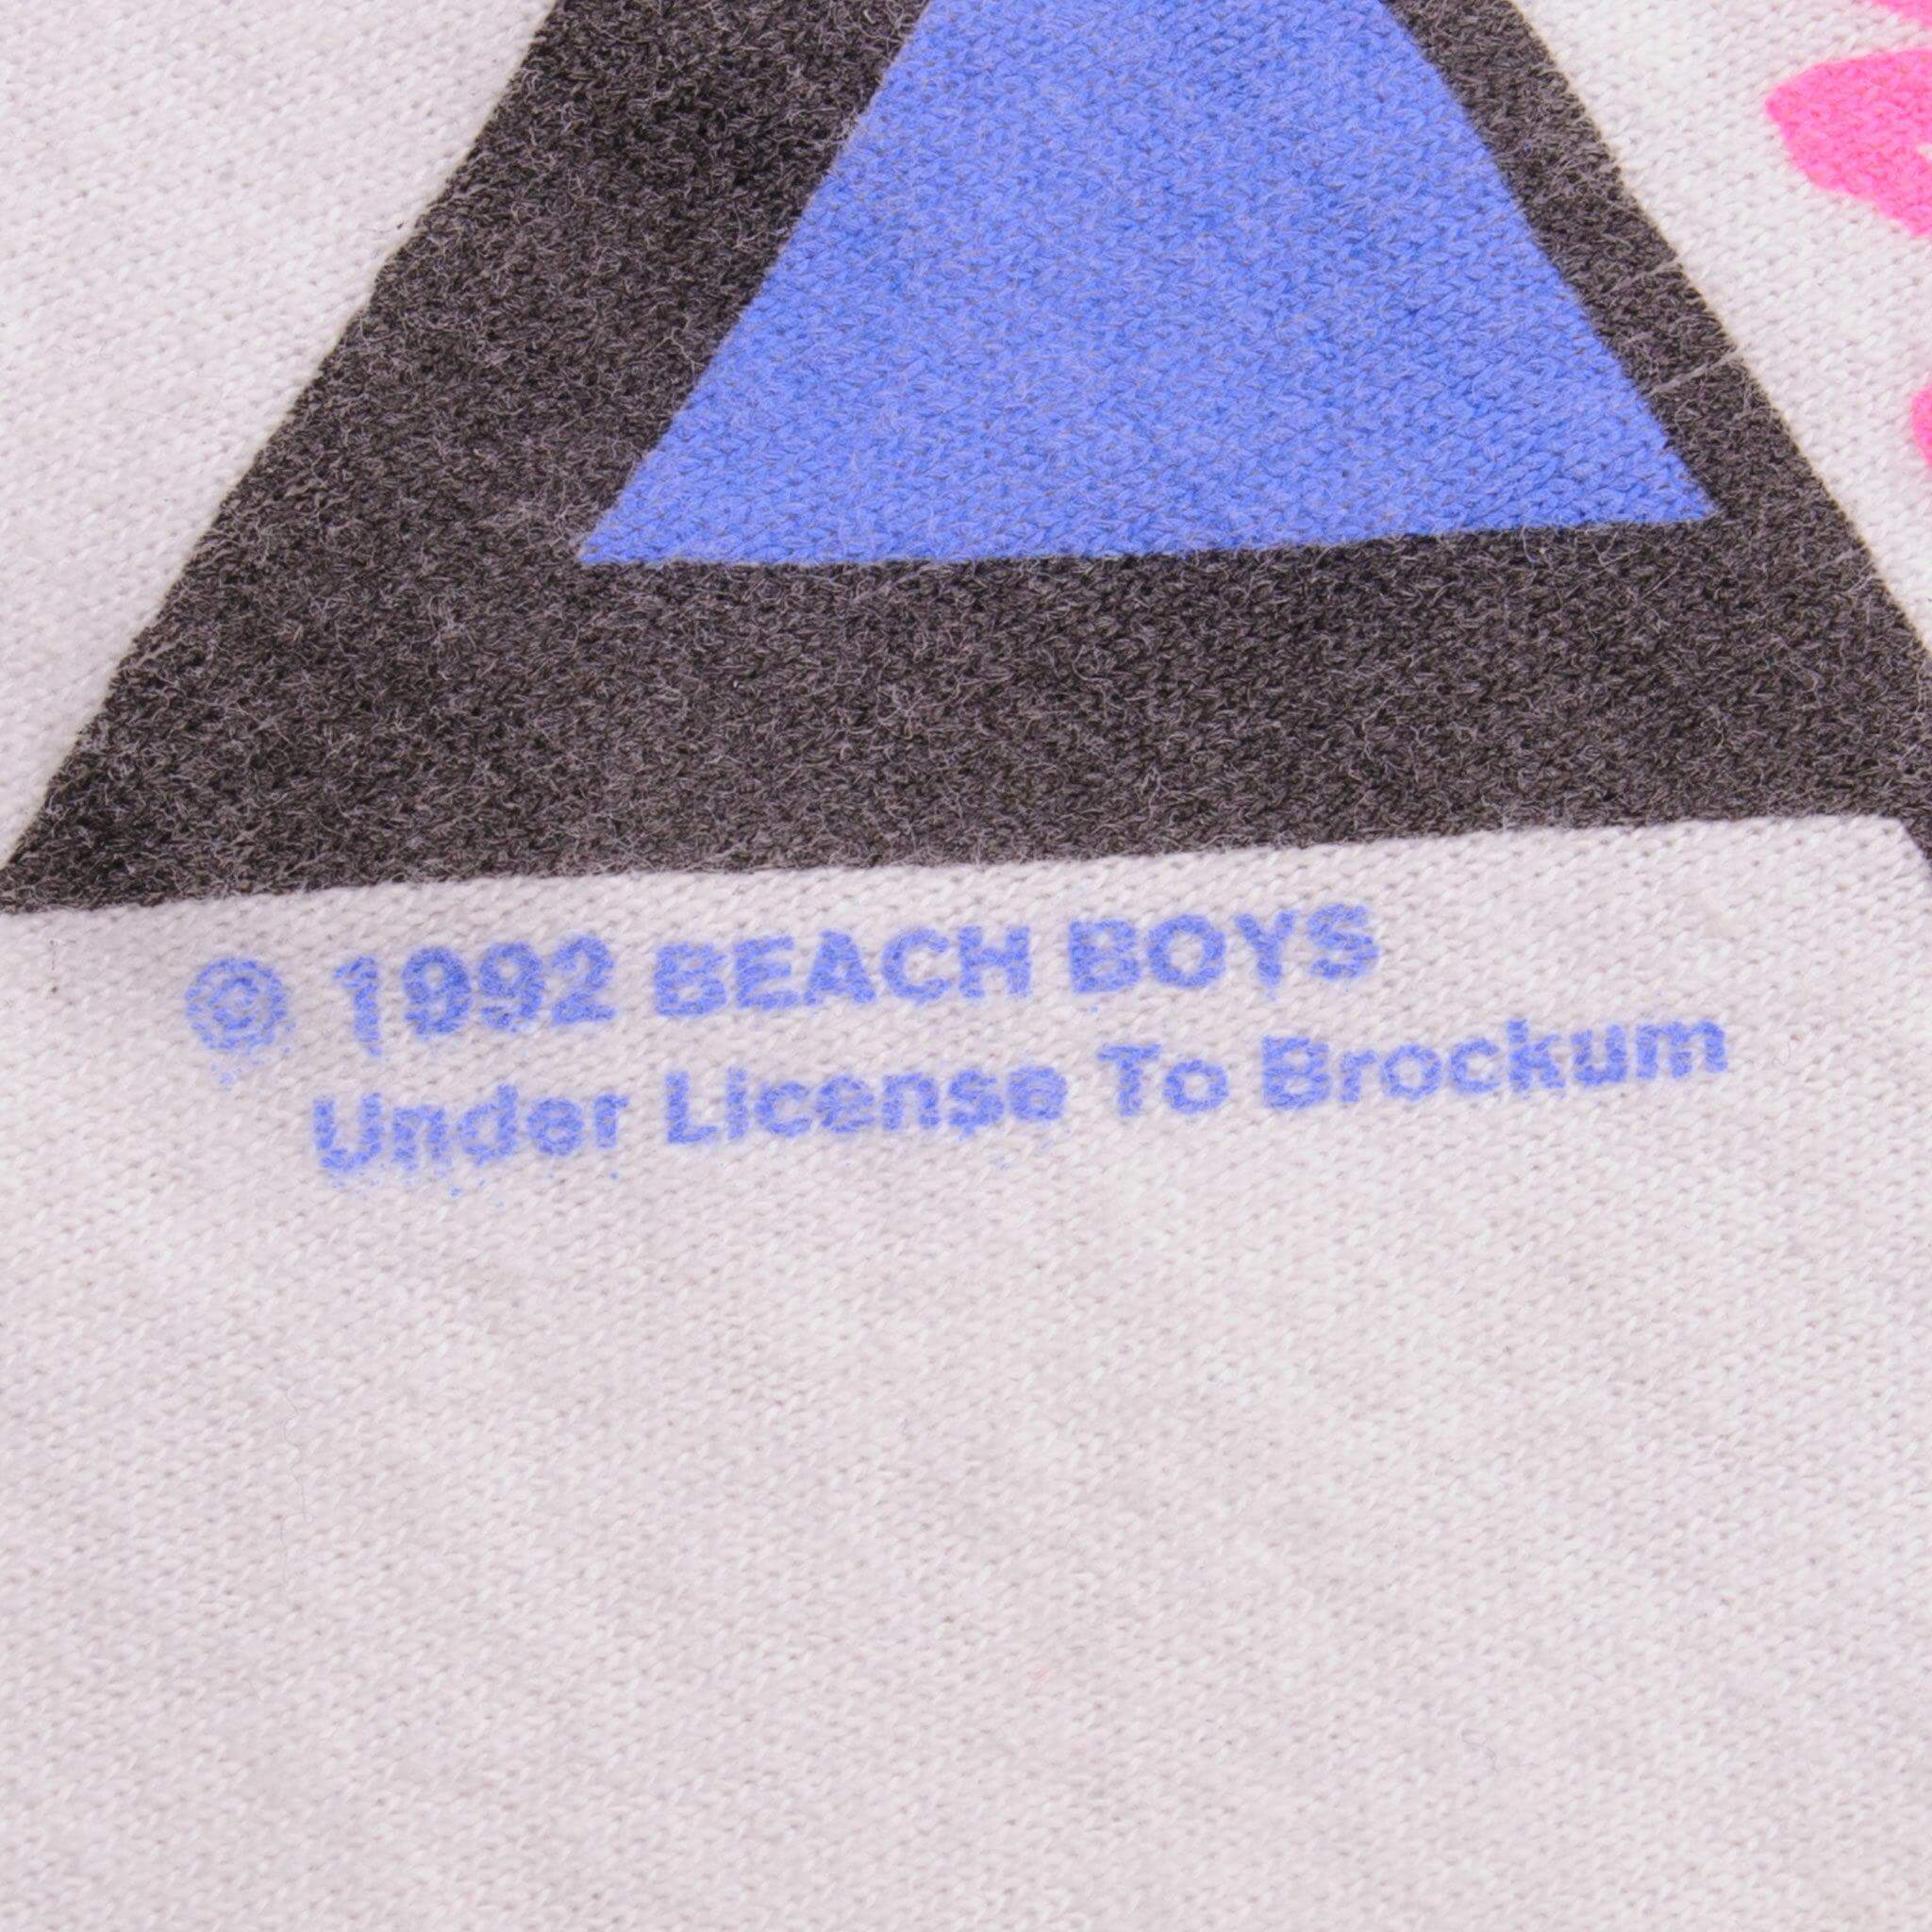 © 1992 BEACH BOYS
Under License To Brockum